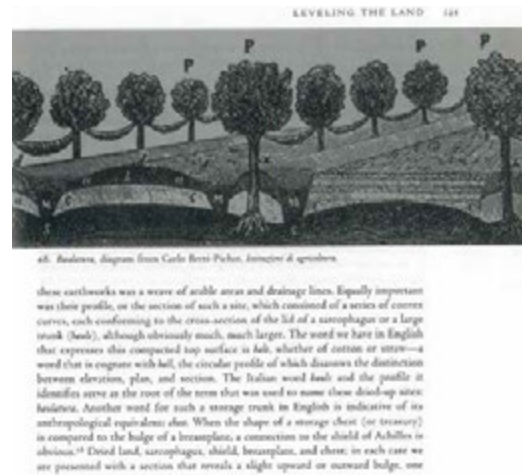 LEVELING THE LAND
P P P P
diagram from Carlo Berti-Pichat, Istituzioni di agricoltura.
these earthworks was a weave of arable areas and drainage lines. Equally important
was their profile, or the section of such a site, which consisted of a series of convex
curves, each conforming to the cross-section of the lid of a sarcophagus or a large
trunk (baule), although obviously much, much larger. The word we have in English
that expresses this compacted top surface is bale, whether of cotton or straw—a
word that is cognate with ball, the circular profile of which disavows the distinction
between elevation, plan, and section. The Italian word baule and the profile it
identifies serve as the root of the term that was used to name these dried-up sites:
baulatura. Another word for such a storage trunk in English is indicative of its
anthropological equivalent: chest. When the shape of a storage chest (or treasury)
is compared to the bulge of a breastplate, a connection to the shield of Achilles is
obvious. Dried land, sarcophagus, shield, breastplate, and chest; in each case we
are presented with a section that reveals a slight upward or outward bulge, one